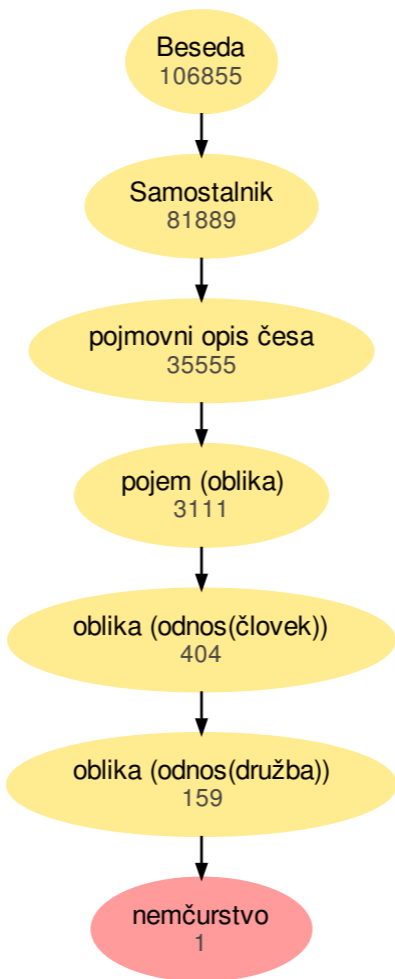 Beseda
106855
Samostalnik
81889
pojmovni opis česa
35555
pojem (oblika)
3111
oblika (odnos(človek))
404
oblika (odnos(družba))
159
nemčurstvo
1